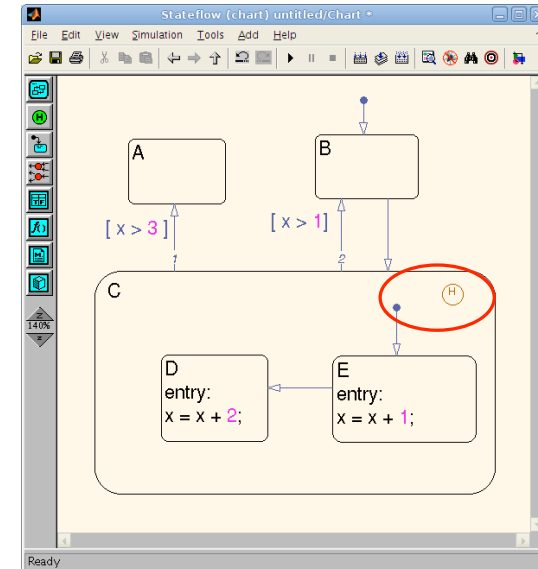 Stateflow (chart) untitled/Chart *
File Edit View Simulation Tools Add Help
A
B
[ x > 3 ]
[ x > 1]
1
2
C
H
D
entry:
x = x + 2;
E
entry:
x = x + 1;
140%
Ready